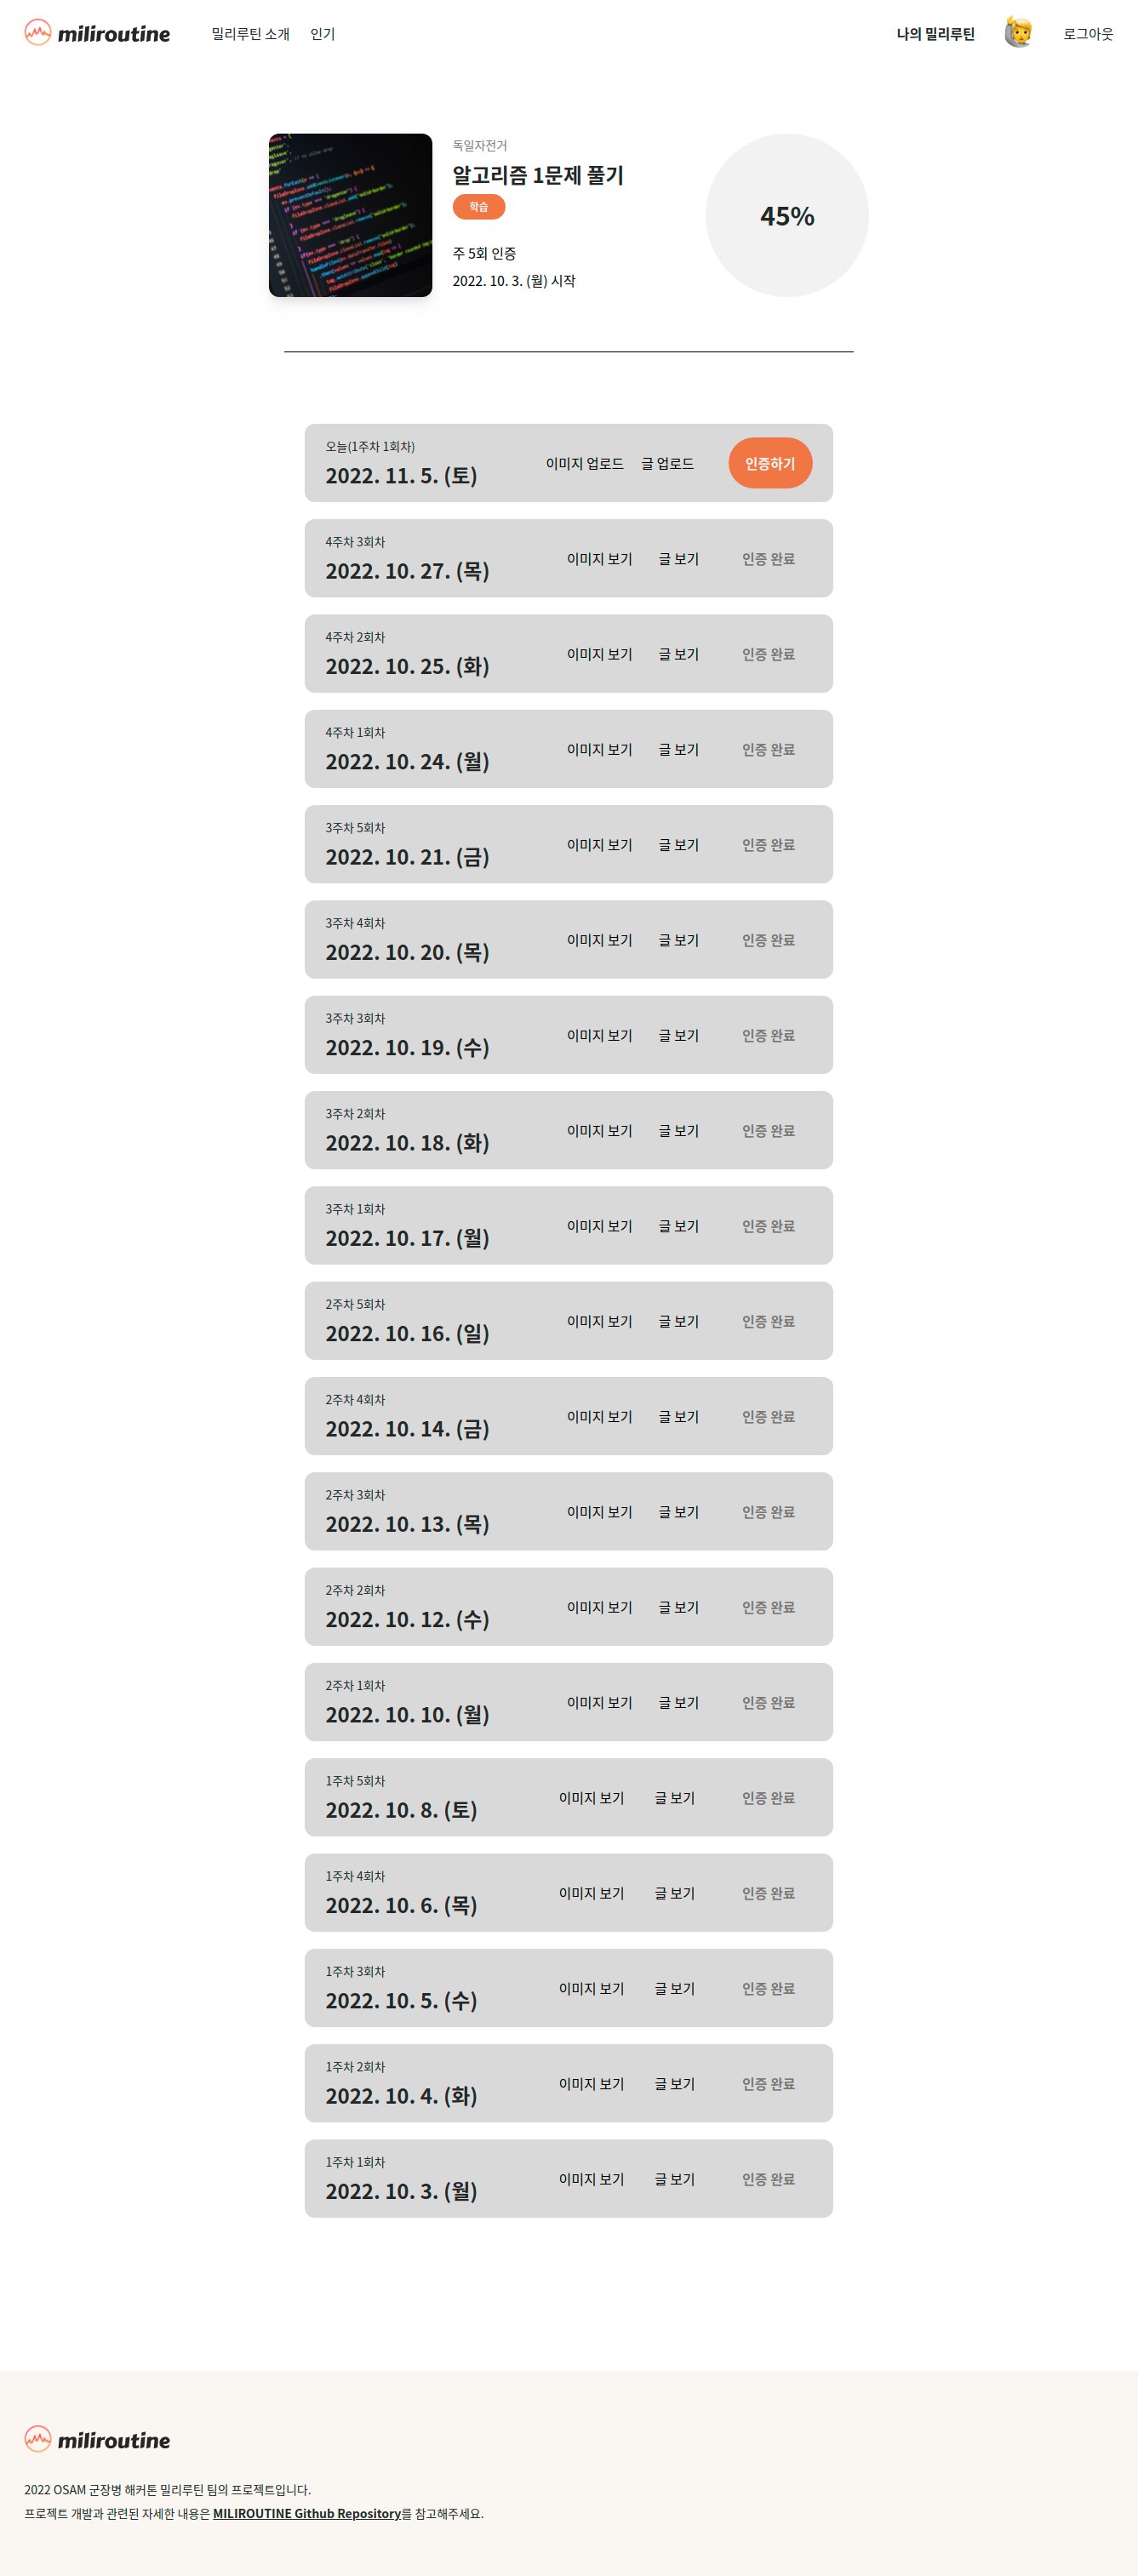 miliroutine 밀리루틴 소개 인기 나의 밀리루틴 로그아웃
독일자전거
알고리즘 1문제 풀기
학습
45%
주 5회 인증
2022. 10. 3. (월) 시작
오늘(1주차 1회차)
2022. 11. 5. (토)
이미지 업로드 글 업로드 인증하기
4주차 3회차
2022. 10. 27. (목)
이미지 보기 글 보기 인증 완료
4주차 2회차
2022. 10. 25. (화)
이미지 보기 글 보기 인증 완료
4주차 1회차
2022. 10. 24. (월)
이미지 보기 글 보기 인증 완료
3주차 5회차
2022. 10. 21. (금)
이미지 보기 글 보기 인증 완료
3주차 4회차
2022. 10. 20. (목)
이미지 보기 글 보기 인증 완료
3주차 3회차
2022. 10. 19. (수)
이미지 보기 글 보기 인증 완료
3주차 2회차
2022. 10. 18. (화)
이미지 보기 글 보기 인증 완료
3주차 1회차
2022. 10. 17. (월)
이미지 보기 글 보기 인증 완료
2주차 5회차
2022. 10. 16. (일)
이미지 보기 글 보기 인증 완료
2주차 4회차
2022. 10. 14. (금)
이미지 보기 글 보기 인증 완료
2주차 3회차
2022. 10. 13. (목)
이미지 보기 글 보기 인증 완료
2주차 2회차
2022. 10. 12. (수)
이미지 보기 글 보기 인증 완료
2주차 1회차
2022. 10. 10. (월)
이미지 보기 글 보기 인증 완료
1주차 5회차
2022. 10. 8. (토)
이미지 보기 글 보기 인증 완료
1주차 4회차
2022. 10. 6. (목)
이미지 보기 글 보기 인증 완료
1주차 3회차
2022. 10. 5. (수)
이미지 보기 글 보기 인증 완료
1주차 2회차
2022. 10. 4. (화)
이미지 보기 글 보기 인증 완료
1주차 1회차
2022. 10. 3. (월)
이미지 보기 글 보기 인증 완료
miliroutine
2022 OSAM 군장병 해커톤 밀리루틴 팀의 프로젝트입니다.
프로젝트 개발과 관련된 자세한 내용은 MILIROUTINE Github Repository를 참고해주세요.